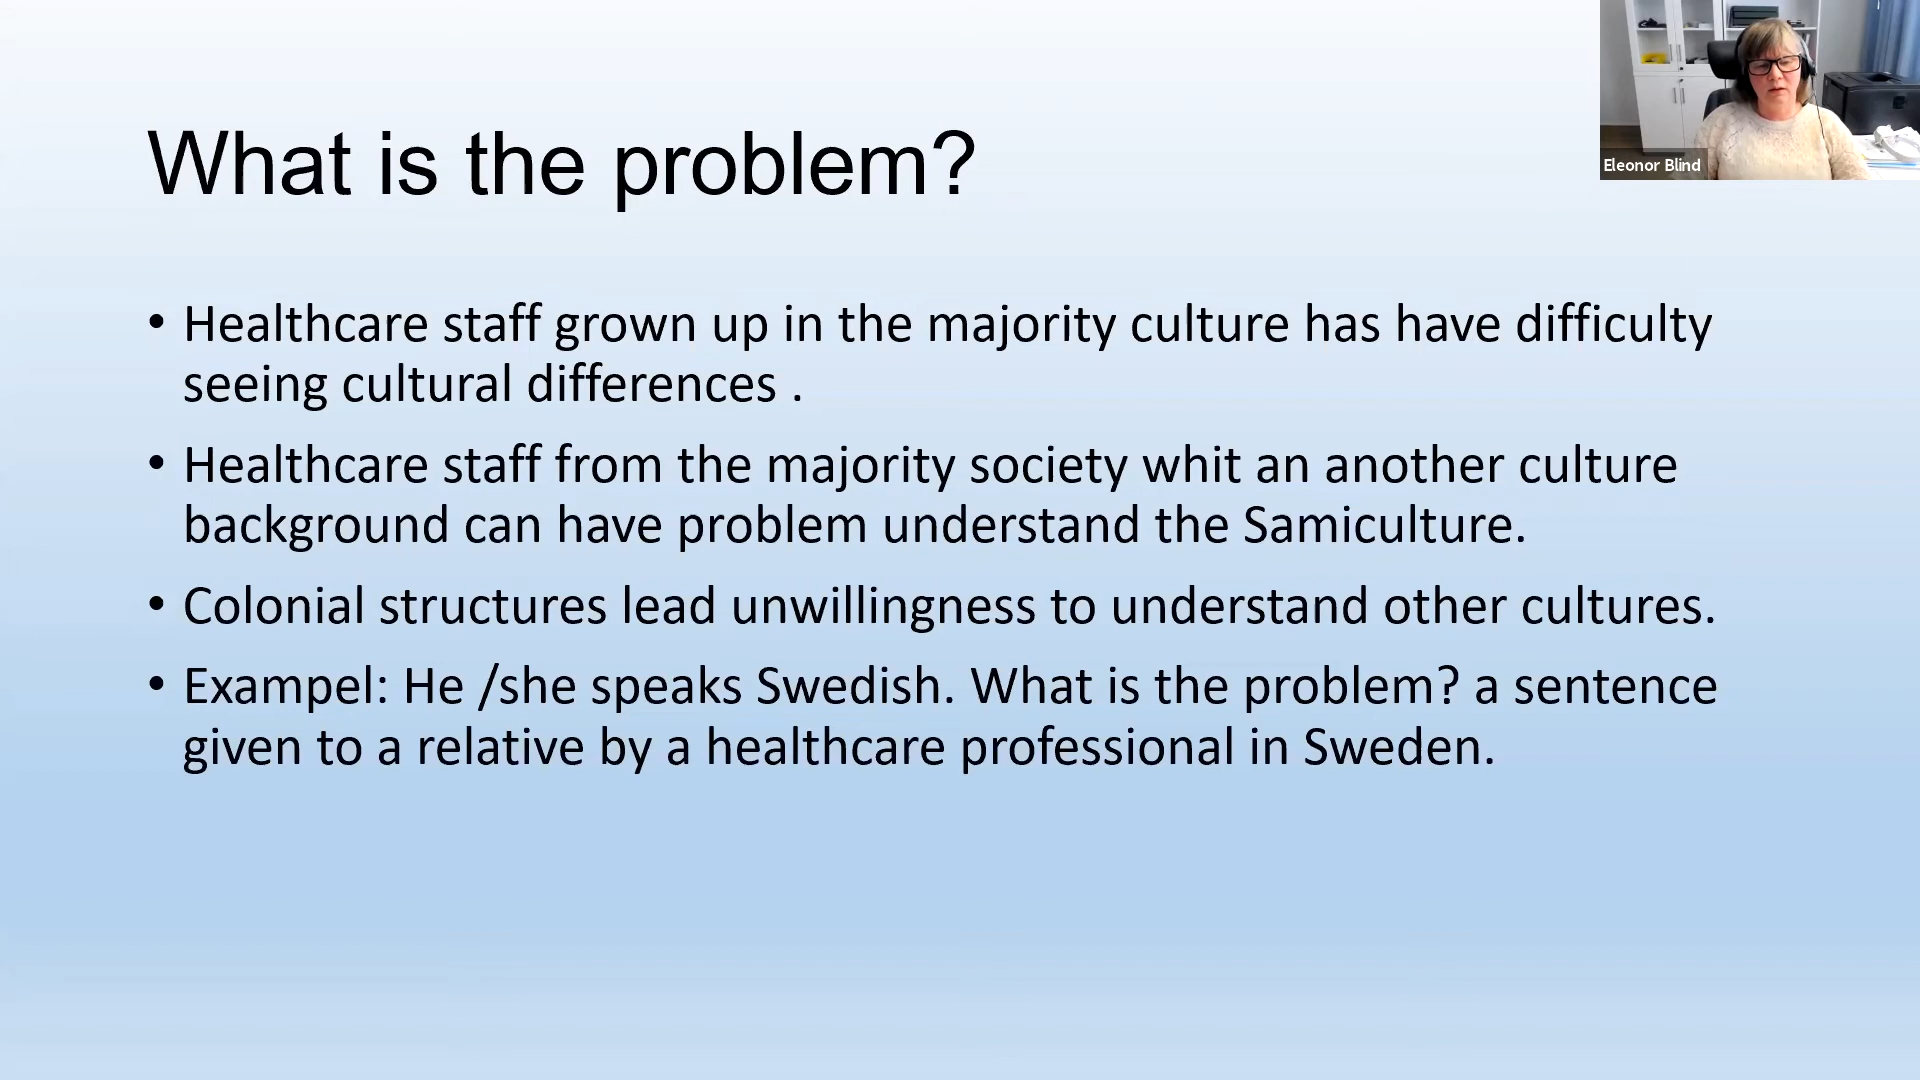 What is the problem?
• Healthcare staff grown up in the majority culture has have difficulty
seeing cultural differences .
• Healthcare staff from the majority society whit an another culture
background can have problem understand the Samiculture.
• Colonial structures lead unwillingness to understand other cultures.
• Exampel: He /she speaks Swedish. What is the problem? a sentence
given to a relative by a healthcare professional in Sweden.
Eleonor Blind